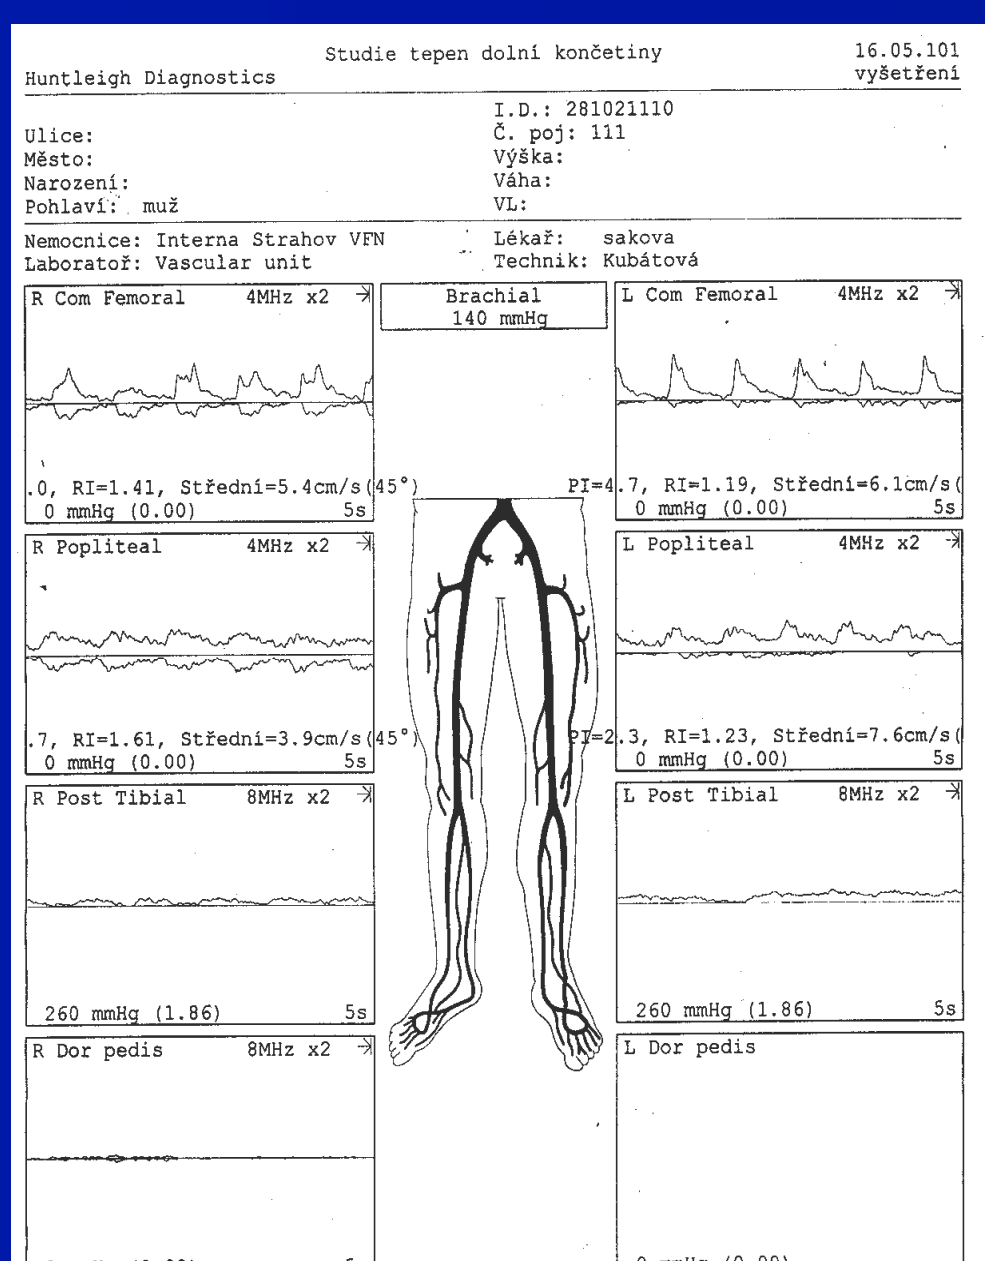 Studie tepen dolní končetiny
16.05.101
Huntleigh Diagnostics
vyšetření
I.D.: 281021110
Ulice:
Č. poj: 111
Město:
Výška:
Narození:
Váha:
Pohlaví: muž
VL:
Nemocnice: Interna Strahov VFN
Lékař: sakova
Laboratoř: Vascular unit
Technik: Kubátová
R Com Femoral 4MHz x2
Brachial
140 mmHg
L Com Femoral 4MHz x2
.0, RI=1.41, Střední=5.4cm/s(45°)
0 mmHg (0.00) 5s
PI=4.7, RI=1.19, Střední=6.1cm/s(
0 mmHg (0.00) 5s
R Popliteal 4MHz x2
L Popliteal 4MHz x2
.7, RI=1.61, Střední=3.9cm/s(45°)
0 mmHg (0.00) 5s
PI=2.3, RI=1.23, Střední=7.6cm/s(
0 mmHg (0.00) 5s
R Post Tibial 8MHz x2
L Post Tibial 8MHz x2
260 mmHg (1.86) 5s
260 mmHg (1.86) 5s
R Dor pedis 8MHz x2
L Dor pedis